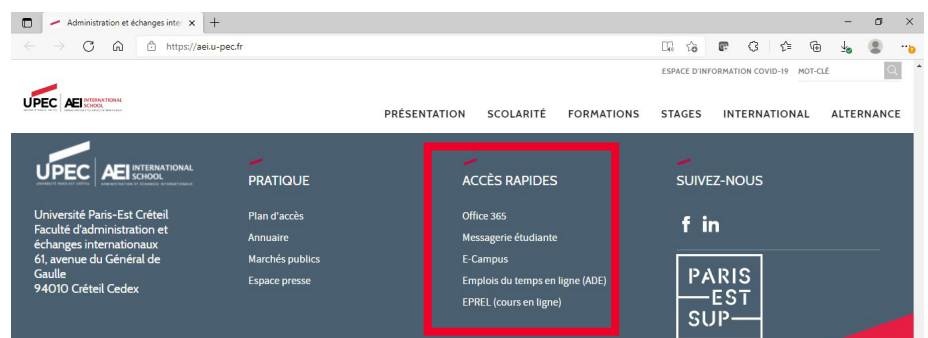 Administration et échanges inter
https://aei.u-pec.fr
ESPACE D'INFORMATION COVID-19 MOT-CLÉ
UPEC AEI INTERNATIONAL SCHOOL
PRÉSENTATION SCOLARITÉ FORMATIONS STAGES INTERNATIONAL ALTERNANCE
UPEC AEI INTERNATIONAL SCHOOL
Université Paris-Est Créteil
Faculté d'administration et
échanges internationaux
61, avenue du Général de
Gaulle
94010 Créteil Cedex
PRATIQUE
Plan d'accès
Annuaire
Marchés publics
Espace presse
ACCÈS RAPIDES
Office 365
Messagerie étudiante
E-Campus
Emplois du temps en ligne (ADE)
EPREL (cours en ligne)
SUIVEZ-NOUS
f in
PARIS
EST
SUP